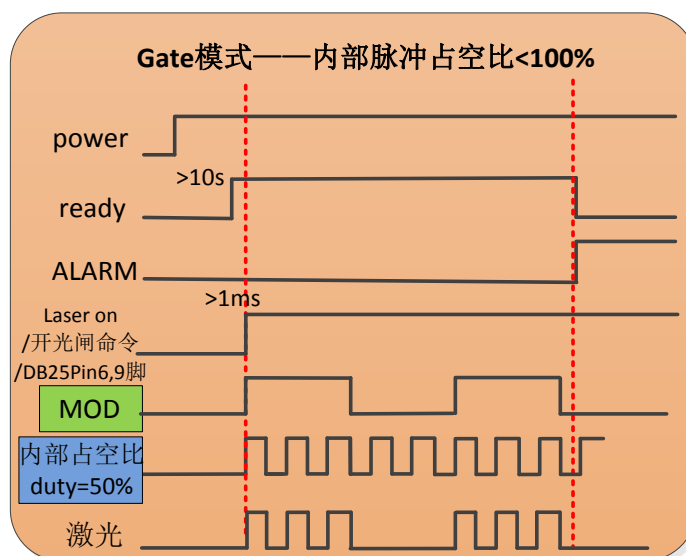 Gate模式——内部脉冲占空比<100%
power
>10s
ready
ALARM
>1ms
Laser on
/开光闸命令
/DB25Pin6,9脚
MOD
内部占空比
duty=50%
激光